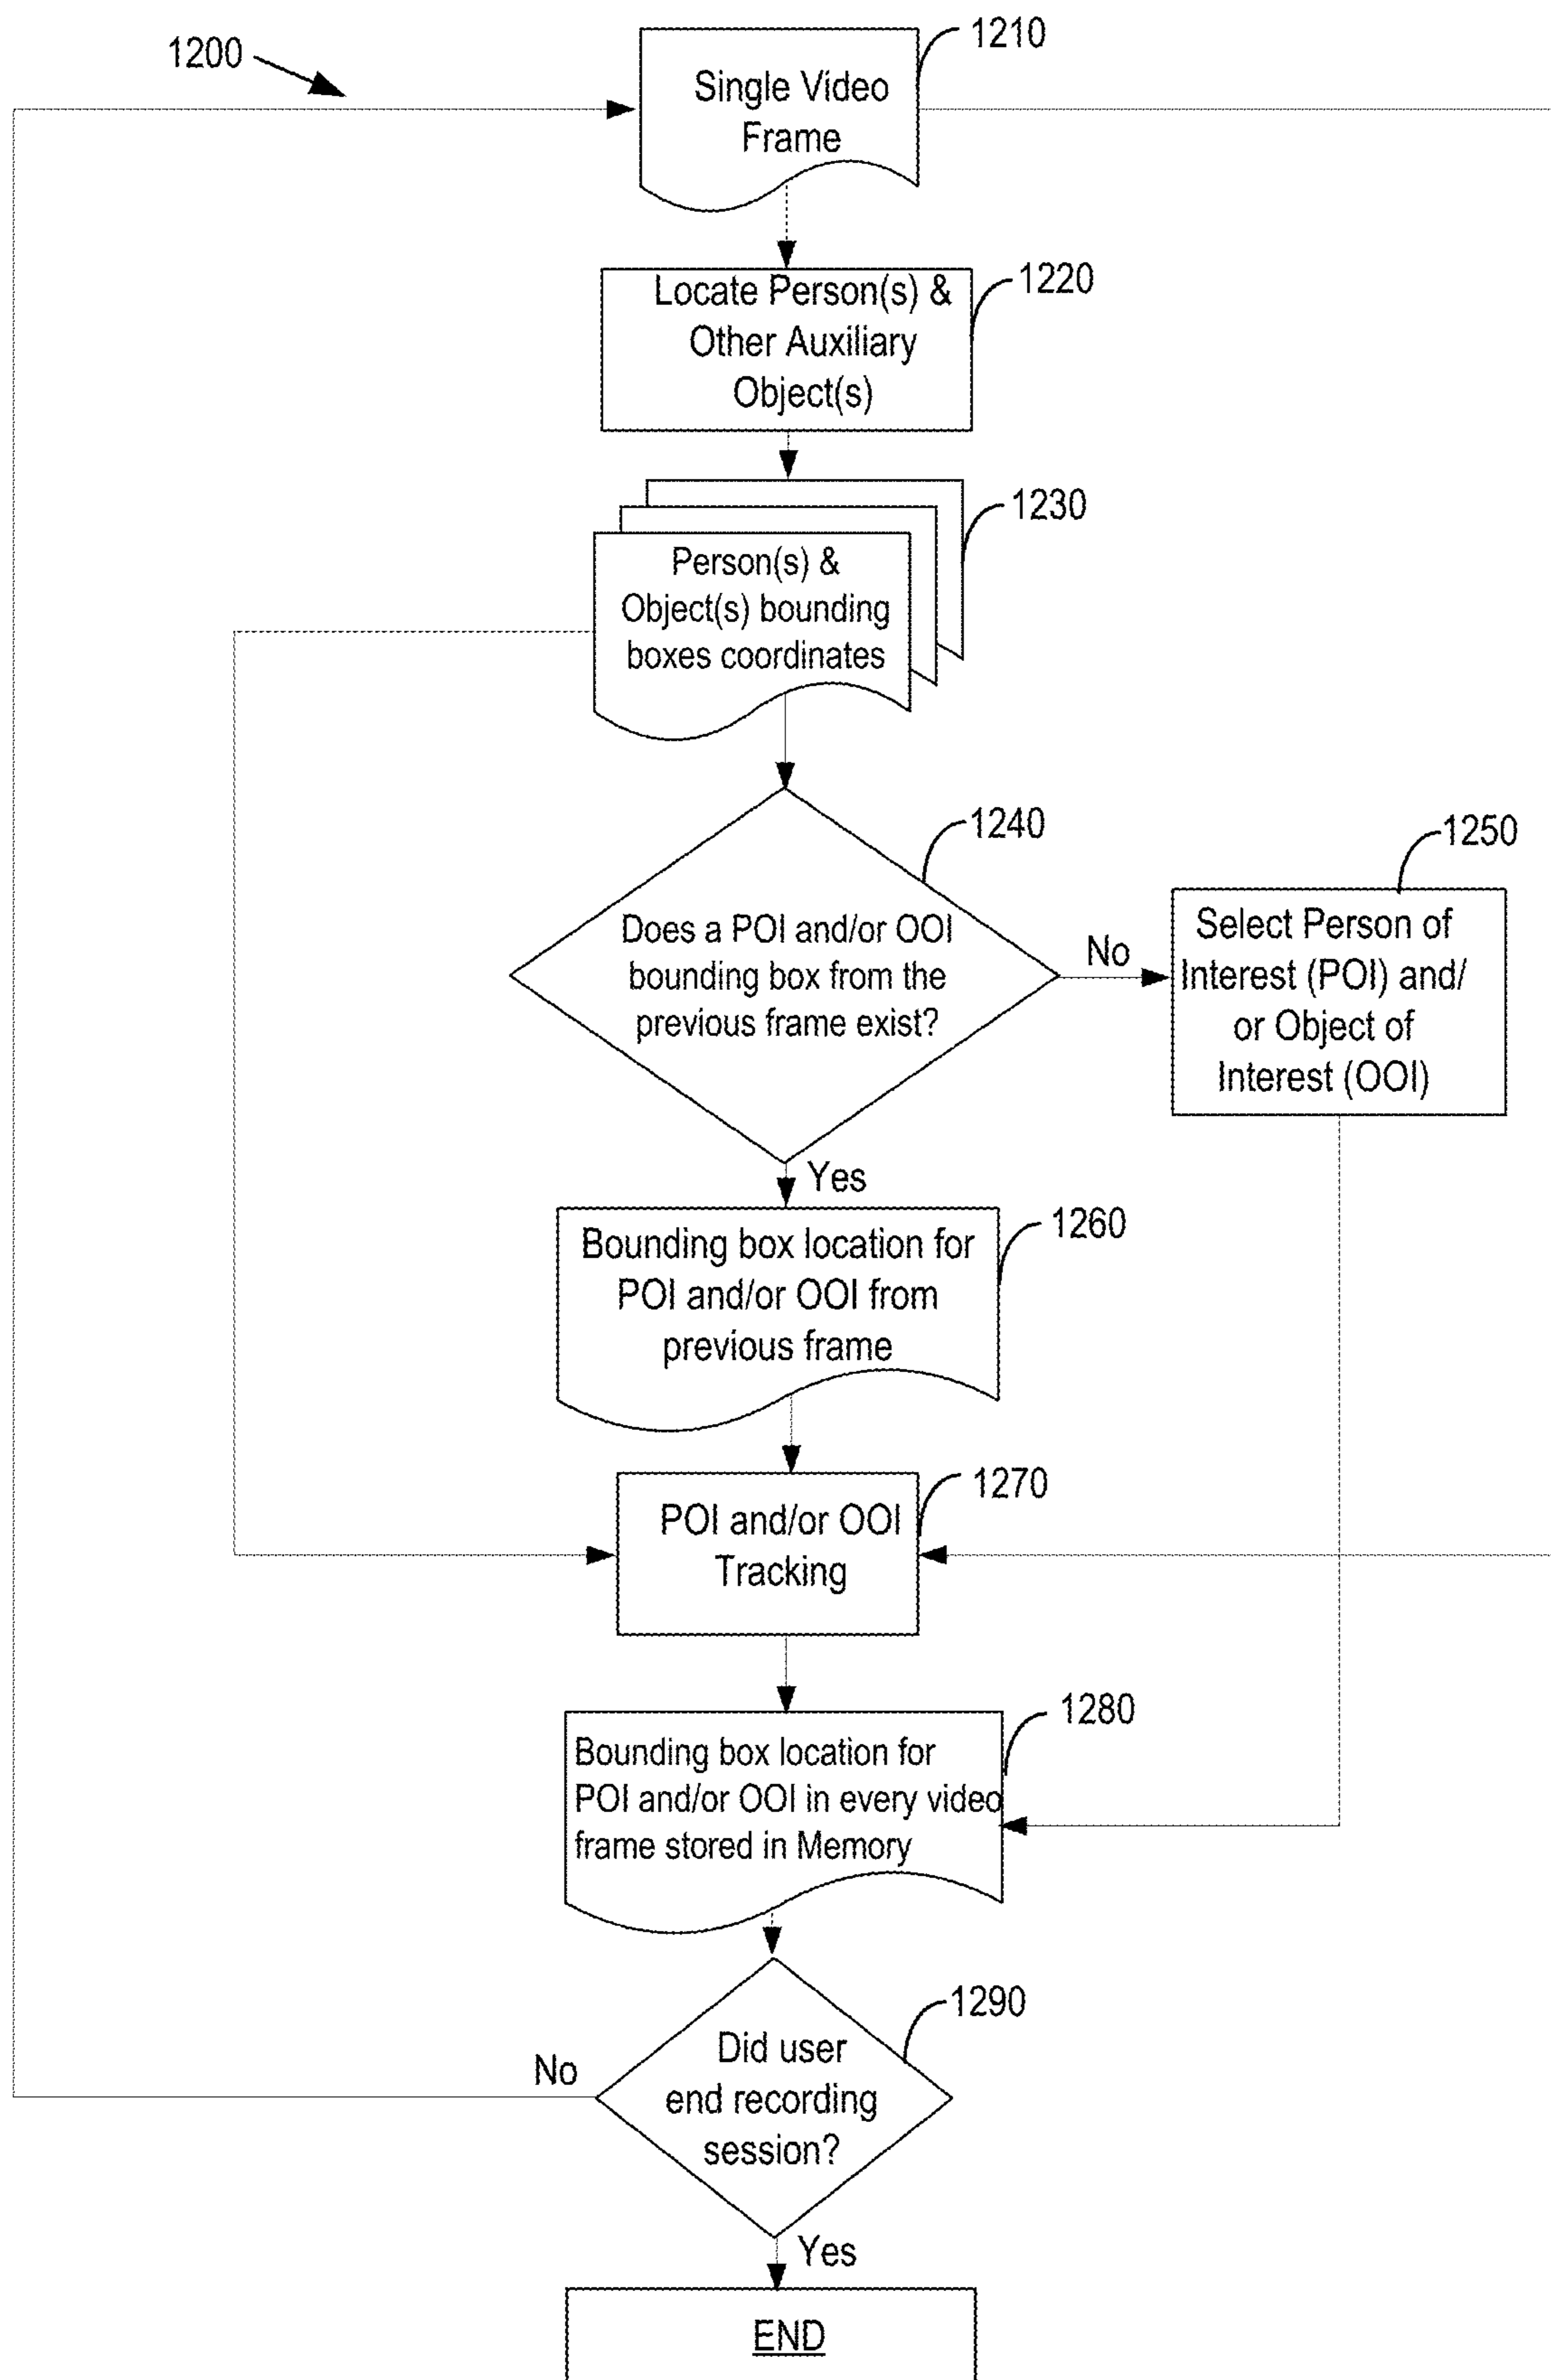 1200
1210
Single Video
Frame
1220
Locate Person(s) &
Other Auxiliary
Object(s)
1230
Person(s) &
Object(s) bounding
boxes coordinates
1240
Does a POI and/or OOI
bounding box from the
previous frame exist?
No
1250
Select Person of
Interest (POI) and/
or Object of
Interest (OOI)
Yes
1260
Bounding box location for
POI and/or OOI from
previous frame
1270
POI and/or OOI
Tracking
1280
Bounding box location for
POI and/or OOI in every video
frame stored in Memory
1290
Did user
end recording
session?
No
Yes
END